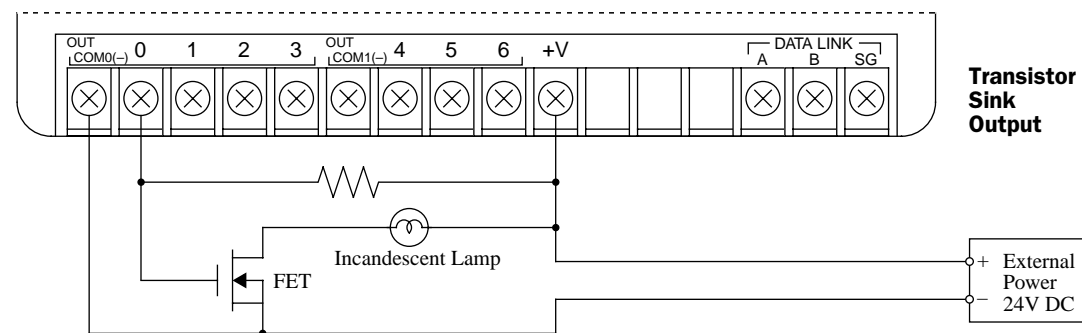 OUT
COM0(–) 0 1 2 3
OUT
COM1(–) 4 5 6 +V
DATA LINK
A B SG
Transistor
Sink
Output
Incandescent Lamp
FET
+ External
Power
– 24V DC